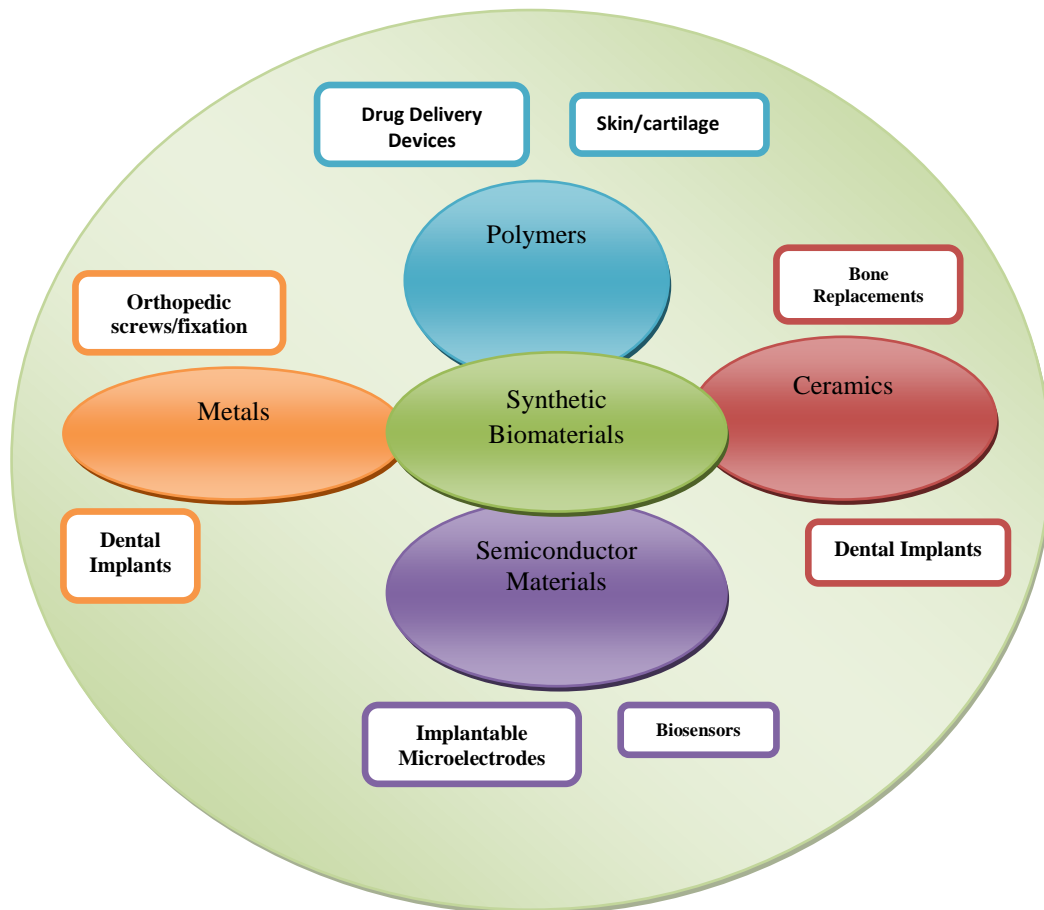 Drug Delivery
Devices
Skin/cartilage
Polymers
Bone
Replacements
Orthopedic
screws/fixation
Ceramics
Metals
Synthetic
Biomaterials
Dental
Implants
Semiconductor
Materials
Dental Implants
Implantable
Microelectrodes
Biosensors